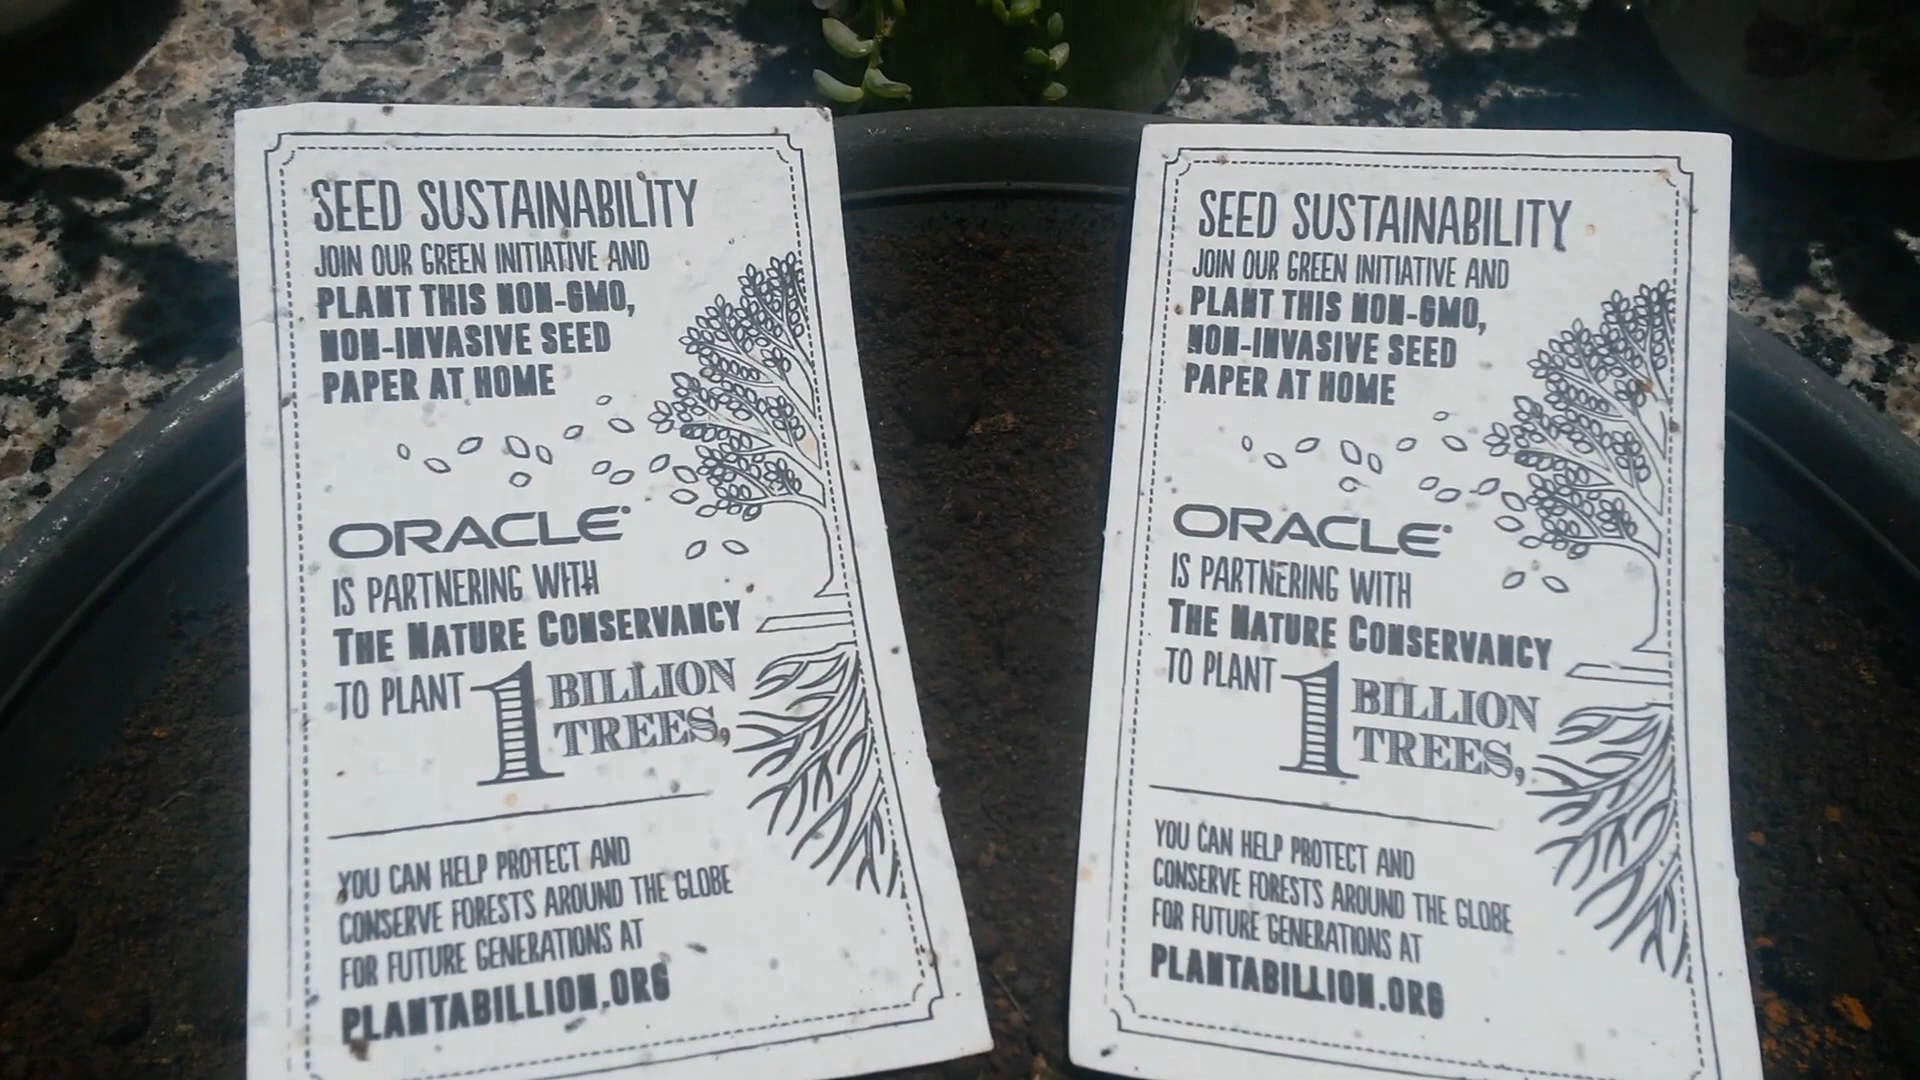 SEED SUSTAINABILITY
JOIN OUR GREEN INITIATIVE AND
PLANT THIS NON-GMO,
NON-INVASIVE SEED
PAPER AT HOME
ORACLE
IS PARTNERING WITH
THE NATURE CONSERVANCY
TO PLANT 1 BILLION
TREES,
YOU CAN HELP PROTECT AND
CONSERVE FORESTS AROUND THE GLOBE
FOR FUTURE GENERATIONS AT
PLANTABILLION.ORG
SEED SUSTAINABILITY
JOIN OUR GREEN INITIATIVE AND
PLANT THIS NON-GMO,
NON-INVASIVE SEED
PAPER AT HOME
ORACLE
IS PARTNERING WITH
THE NATURE CONSERVANCY
TO PLANT 1 BILLION
TREES,
YOU CAN HELP PROTECT AND
CONSERVE FORESTS AROUND THE GLOBE
FOR FUTURE GENERATIONS AT
PLANTABILLION.ORG